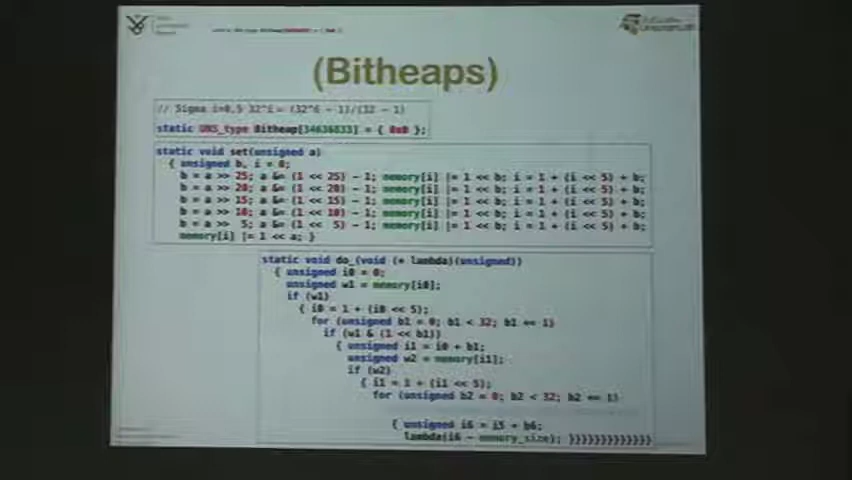 (Bitheaps)
// Sigma i=0,5 32^i = (32^6 - 1)/(32 - 1)
static UNS_type Bitheap[34636833] = { 0x0 };
static void set(unsigned a)
{ unsigned b, i = 0;
b = a >> 25; a &= (1 << 25) - 1; memory[i] |= 1 << b; i = 1 + (i << 5) + b;
b = a >> 20; a &= (1 << 20) - 1; memory[i] |= 1 << b; i = 1 + (i << 5) + b;
b = a >> 15; a &= (1 << 15) - 1; memory[i] |= 1 << b; i = 1 + (i << 5) + b;
b = a >> 10; a &= (1 << 10) - 1; memory[i] |= 1 << b; i = 1 + (i << 5) + b;
b = a >> 5; a &= (1 << 5) - 1; memory[i] |= 1 << b; i = 1 + (i << 5) + b;
memory[i] |= 1 << a; }
static void do_(void (* lambda)(unsigned))
{ unsigned i0 = 0;
unsigned w1 = memory[i0];
if (w1)
{ i0 = 1 + (i0 << 5);
for (unsigned b1 = 0; b1 < 32; b1 += 1)
if (w1 & (1 << b1))
{ unsigned i1 = i0 + b1;
unsigned w2 = memory[i1];
if (w2)
{ i1 = 1 + (i1 << 5);
for (unsigned b2 = 0; b2 < 32; b2 += 1)
{ unsigned i6 = i5 + b6;
lambda(i6 - memory_size); }}}}}}}}}}}}}